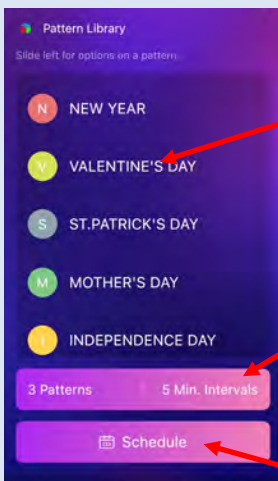 Pattern Library
Slide left for options on a pattern.
N NEW YEAR
V VALENTINE'S DAY
S ST.PATRICK'S DAY
M MOTHER'S DAY
I INDEPENDENCE DAY
3 Patterns 5 Min. Intervals
Schedule